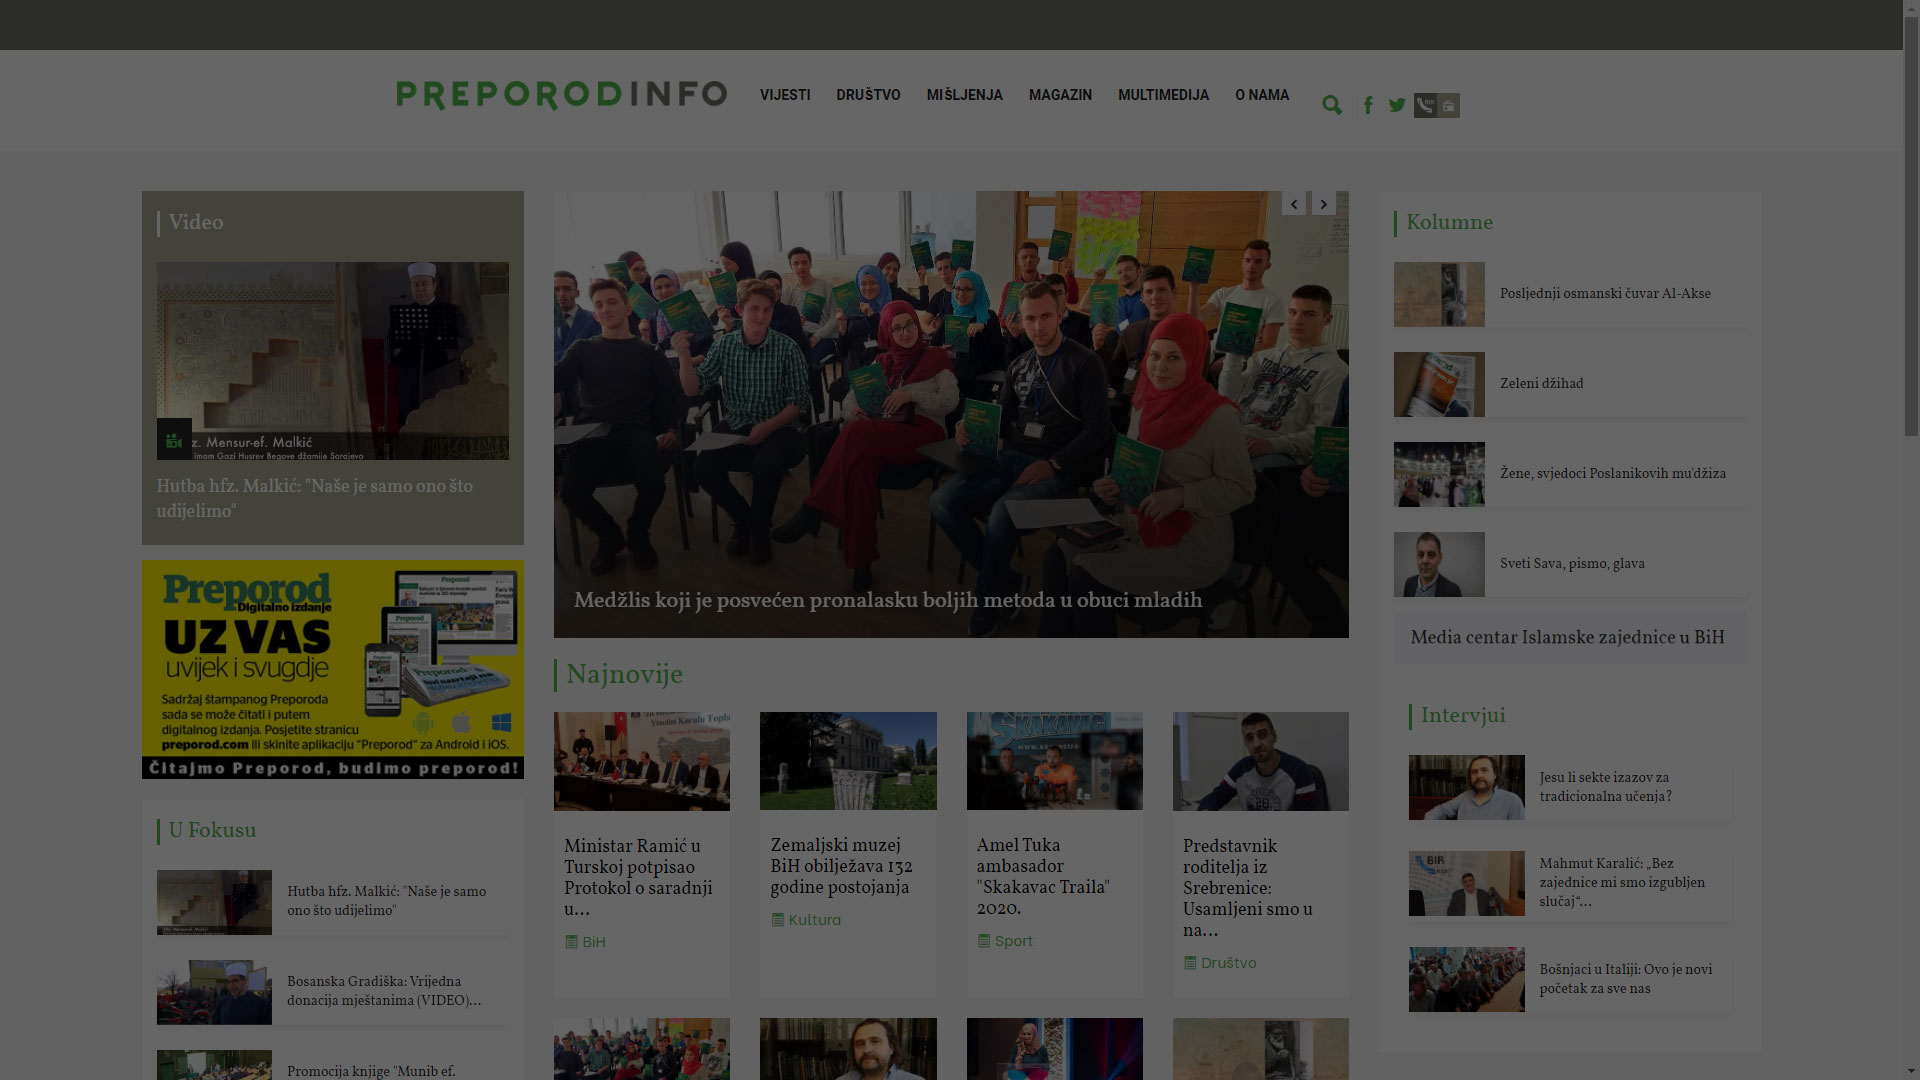 PREPORODINFO
VIJESTI
DRUŠTVO
MIŠLJENJA
MAGAZIN
MULTIMEDIJA
O NAMA
Video
z. Mensur-ef. Malkić
imam Gazi Husrev Begove džamije Sarajevo
Hutba hfz. Malkić: "Naše je samo ono što
udijelimo"
Preporod
Digitalno izdanje
UZ VAS
uvijek i svugdje
Sadržaj štampanog Preporoda
sada se može čitati i putem
digitalnog izdanja. Posjetite stranicu
preporod.com ili skinite aplikaciju "Preporod" za Android i iOS.
Čitajmo Preporod, budimo preporod!
U Fokusu
Hutba hfz. Malkić: "Naše je samo
ono što udijelimo"
Bosanska Gradiška: Vrijedna
donacija mještanima (VIDEO)...
Promocija knjige "Munib ef.
Medžlis koji je posvećen pronalasku boljih metoda u obuci mladih
Najnovije
Yönetim Kurulu Topla
Ministar Ramić u
Turskoj potpisao
Protokol o saradnji
u...
BiH
Zemaljski muzej
BiH obilježava 132
godine postojanja
Kultura
SKAKAVAC
Amel Tuka
ambasador
"Skakavac Traila"
2020.
Sport
Predstavnik
roditelja iz
Srebrenice:
Usamljeni smo u
na...
Društvo
Kolumne
Posljednji osmanski čuvar Al-Akse
Zeleni džihad
Žene, svjedoci Poslanikovih mu'džiza
Sveti Sava, pismo, glava
Media centar Islamske zajednice u BiH
Intervjui
Jesu li sekte izazov za
tradicionalna učenja?
BIR
Mahmut Karalić: „Bez
zajednice mi smo izgubljen
slučaj“...
Bošnjaci u Italiji: Ovo je novi
početak za sve nas